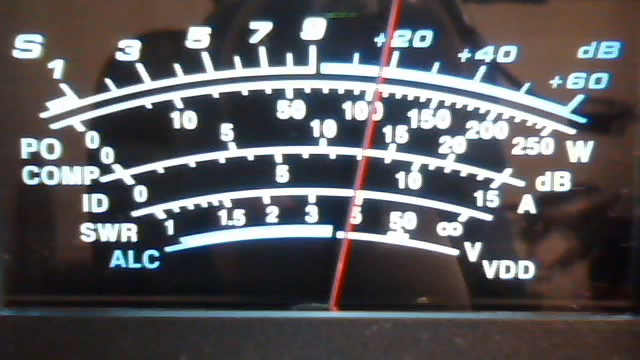 S 1 3 5 7 9 +20 +40 +60 dB
PO 0 10 50 100 150 200 250 W
COMP 0 5 10 15 20 dB
ID 0 5 10 15 A
SWR 1 1.5 2 3 5 ∞
ALC 50 V VDD